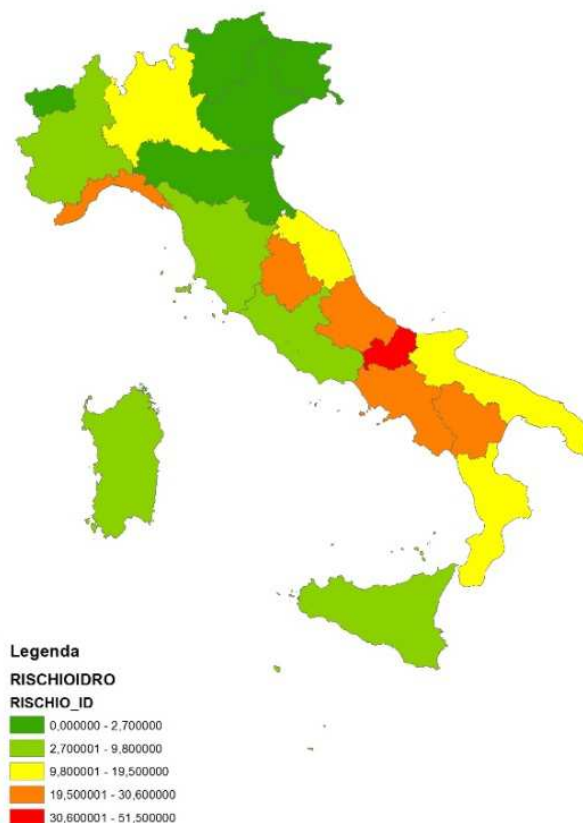 Legenda
RISCHIOIDRO
RISCHIO_ID
0,000000 - 2,700000
2,700001 - 9,800000
9,800001 - 19,500000
19,500001 - 30,600000
30,600001 - 51,500000